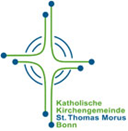 Katholische
Kirchengemeinde
St. Thomas Morus
Bonn